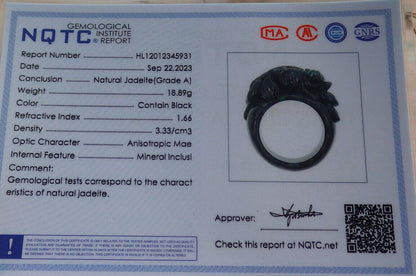 NQTC GEMOLOGICAL INSTITUTE REPORT
MA GNRS
Report Number HL12012345931
Date Sep 22,2023
Conclusion Natural Jadeite(Grade A)
Weight 18.89g
Color Contain Black
Refractive Index 1.66
Density 3.33/cm3
Optic Character Anisotropic Mae
Internal Feature Mineral Inclusi
Comment:
Gemological tests correspond to the charact
eristics of natural jadeite.
Approver:
Check this report at NQTC.net